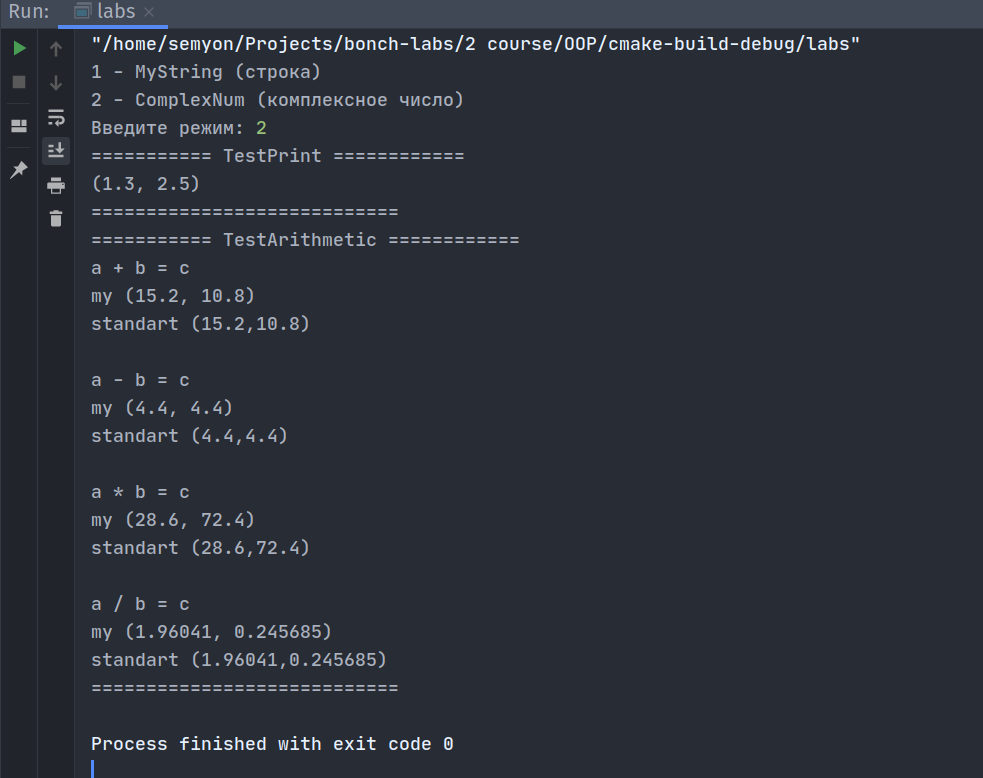 Run: labs
"/home/semyon/Projects/bonch-labs/2 course/OOP/cmake-build-debug/labs"
1 - MyString (строка)
2 - ComplexNum (комплексное число)
Введите режим: 2
=========== TestPrint ============
(1.3, 2.5)
============================
=========== TestArithmetic ============
a + b = c
my (15.2, 10.8)
standart (15.2,10.8)
a - b = c
my (4.4, 4.4)
standart (4.4,4.4)
a * b = c
my (28.6, 72.4)
standart (28.6,72.4)
a / b = c
my (1.96041, 0.245685)
standart (1.96041,0.245685)
============================
Process finished with exit code 0